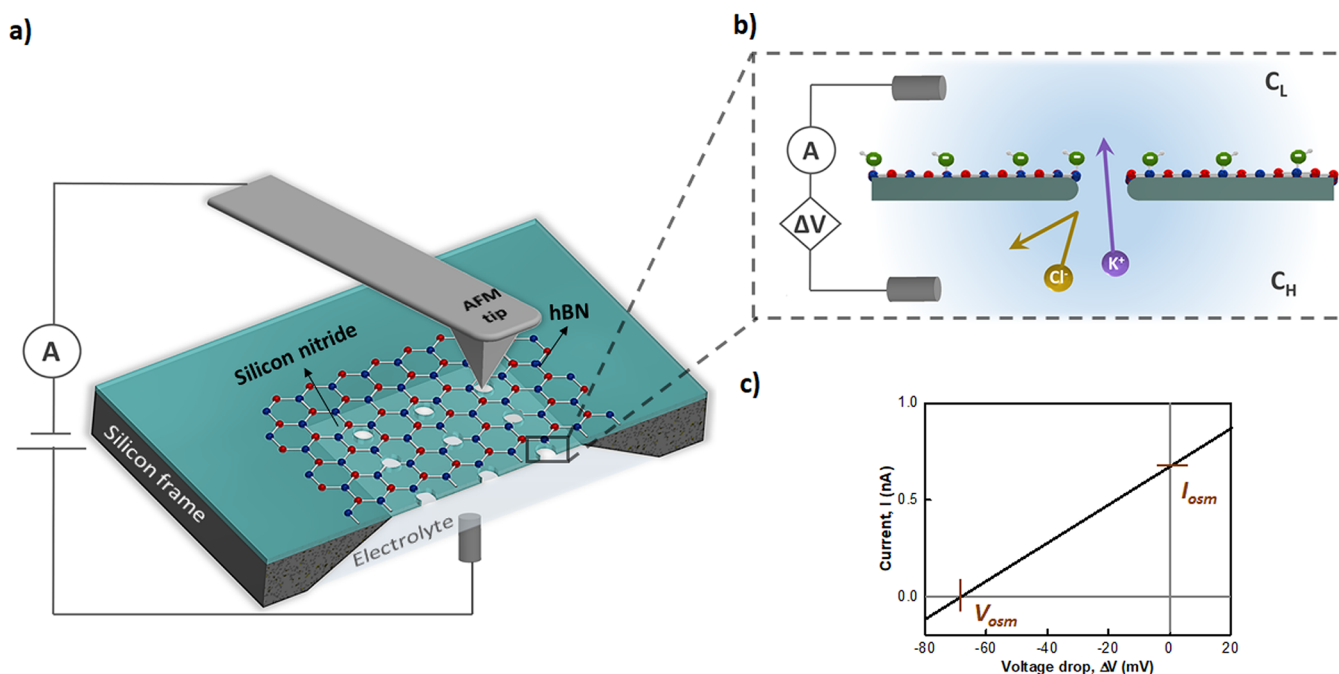 a)
A
AFM
tip
hBN
Silicon nitride
Silicon frame
Electrolyte
b)
C_L
A
ΔV
Cl⁻
K⁺
C_H
c)
Current, I (nA)
1.0
0.5
0.0
I_osm
V_osm
-80 -60 -40 -20 0 20
Voltage drop, ΔV (mV)